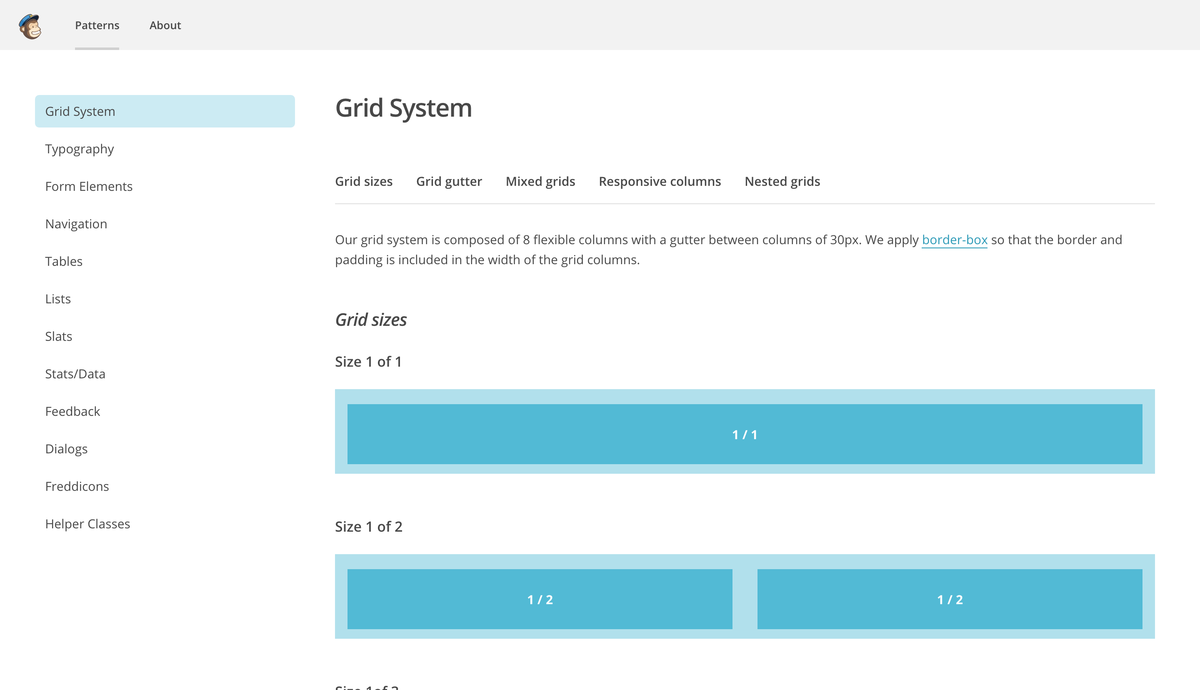 Patterns About
Grid System
Typography
Form Elements
Navigation
Tables
Lists
Slats
Stats/Data
Feedback
Dialogs
Freddicons
Helper Classes
Grid System
Grid sizes Grid gutter Mixed grids Responsive columns Nested grids
Our grid system is composed of 8 flexible columns with a gutter between columns of 30px. We apply border-box so that the border and
padding is included in the width of the grid columns.
Grid sizes
Size 1 of 1
1 / 1
Size 1 of 2
1 / 2 1 / 2